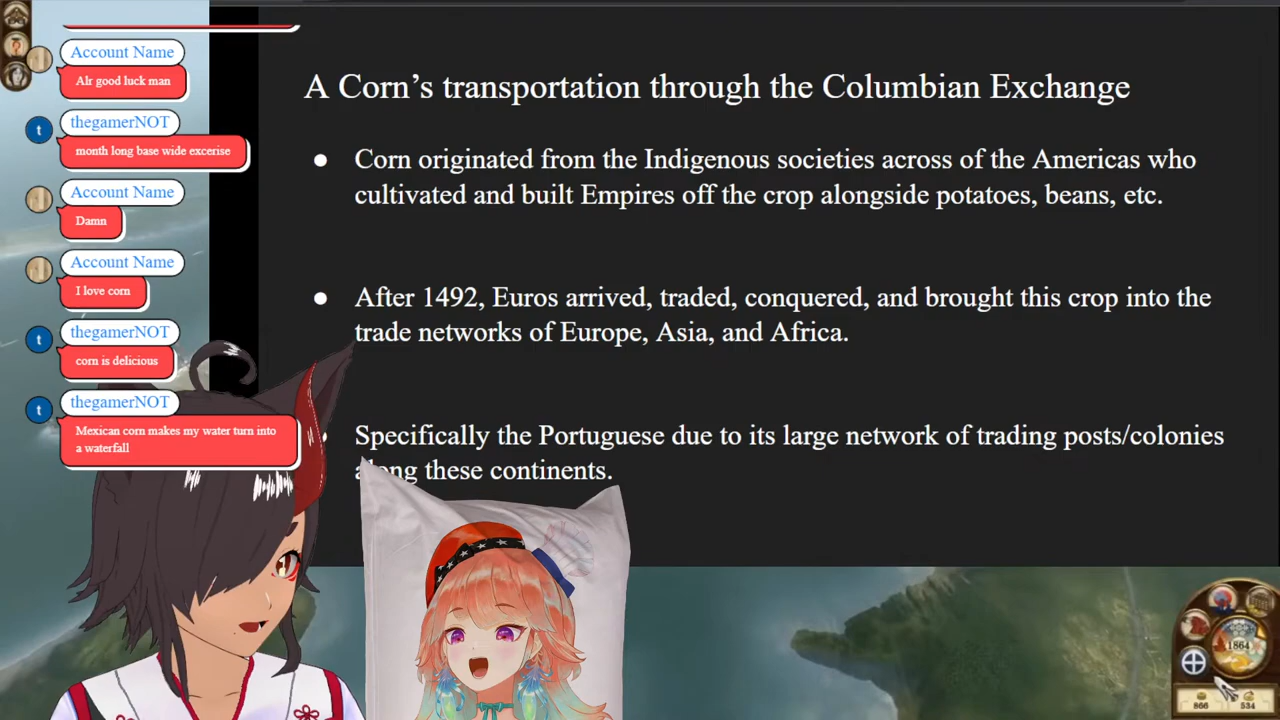 Account Name
Alr good luck man
thegamerNOT
t
month long base wide excerise
Account Name
Damn
Account Name
I love corn
thegamerNOT
t
corn is delicious
thegamerNOT
t
Mexican corn makes my water turn into
a waterfall
A Corn's transportation through the Columbian Exchange
● Corn originated from the Indigenous societies across of the Americas who
cultivated and built Empires off the crop alongside potatoes, beans, etc.
● After 1492, Euros arrived, traded, conquered, and brought this crop into the
trade networks of Europe, Asia, and Africa.
Specifically the Portuguese due to its large network of trading posts/colonies
along these continents.
1864
866
534